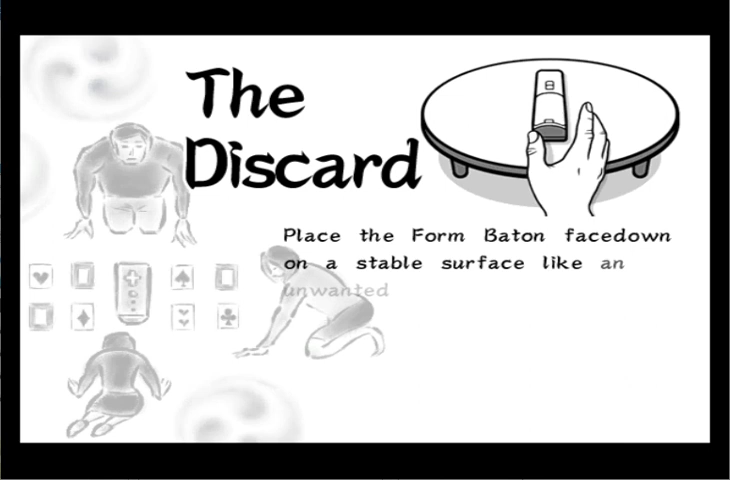 The
Discard
Place the Form Baton facedown
on a stable surface like an
unwanted